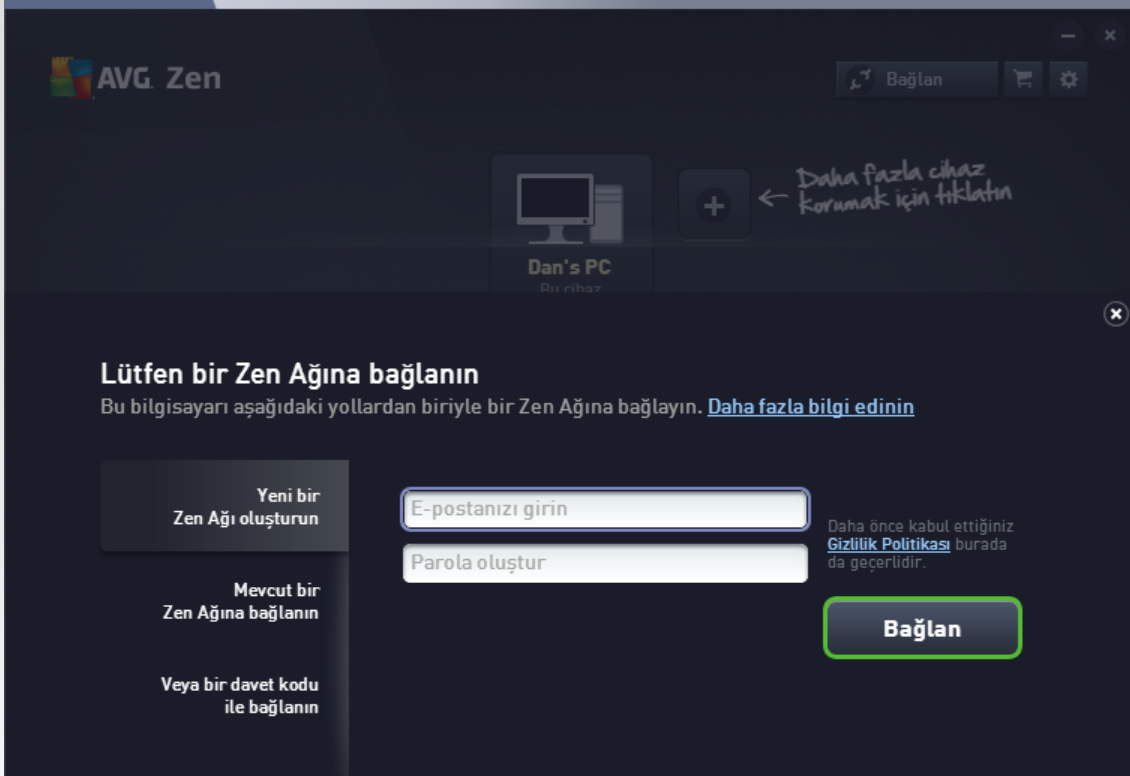 AVG. Zen
Bağlan
Daha fazla cihaz
korumak için tıklatın
Dan's PC
Bu cihaz
Lütfen bir Zen Ağına bağlanın
Bu bilgisayarı aşağıdaki yollardan biriyle bir Zen Ağına bağlayın. Daha fazla bilgi edinin
Yeni bir
Zen Ağı oluşturun
Mevcut bir
Zen Ağına bağlanın
Veya bir davet kodu
ile bağlanın
E-postanızı girin
Parola oluştur
Daha önce kabul ettiğiniz
Gizlilik Politikası burada
da geçerlidir.
Bağlan